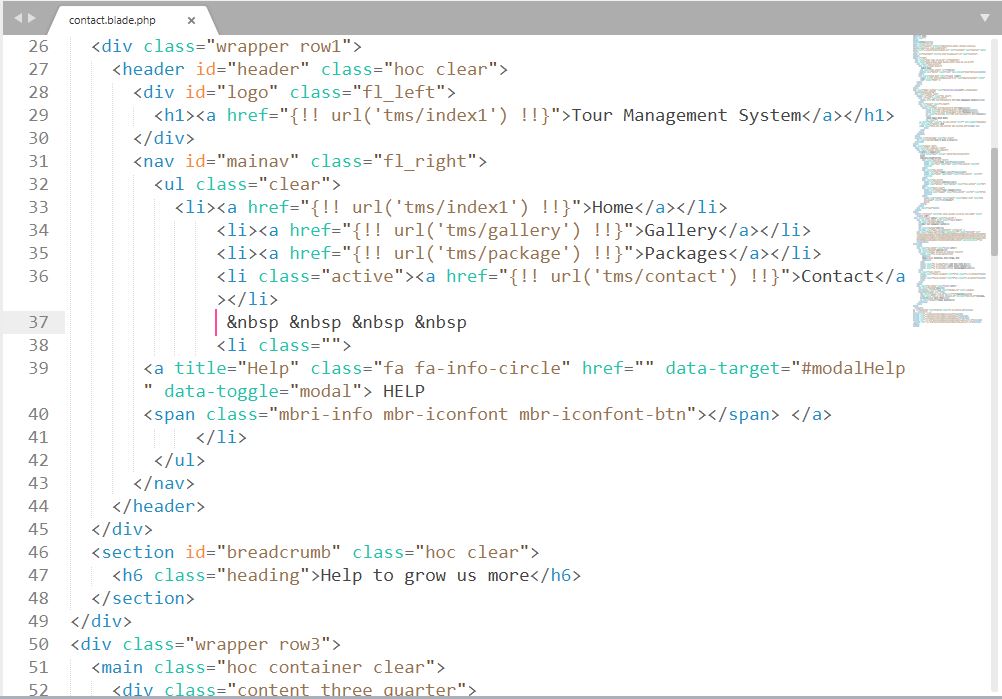 contact.blade.php ×
26 <div class="wrapper row1">
27 <header id="header" class="hoc clear">
28 <div id="logo" class="fl_left">
29 <h1><a href="{!! url('tms/index1') !!}">Tour Management System</a></h1>
30 </div>
31 <nav id="mainav" class="fl_right">
32 <ul class="clear">
33 <li><a href="{!! url('tms/index1') !!}">Home</a></li>
34 <li><a href="{!! url('tms/gallery') !!}">Gallery</a></li>
35 <li><a href="{!! url('tms/package') !!}">Packages</a></li>
36 <li class="active"><a href="{!! url('tms/contact') !!}">Contact</a
></li>
37 &nbsp &nbsp &nbsp &nbsp
38 <li class="">
39 <a title="Help" class="fa fa-info-circle" href="" data-target="#modalHelp
" data-toggle="modal"> HELP
40 <span class="mbri-info mbr-iconfont mbr-iconfont-btn"></span> </a>
41 </li>
42 </ul>
43 </nav>
44 </header>
45 </div>
46 <section id="breadcrumb" class="hoc clear">
47 <h6 class="heading">Help to grow us more</h6>
48 </section>
49 </div>
50 <div class="wrapper row3">
51 <main class="hoc container clear">
52 <div class="content three_quarter">